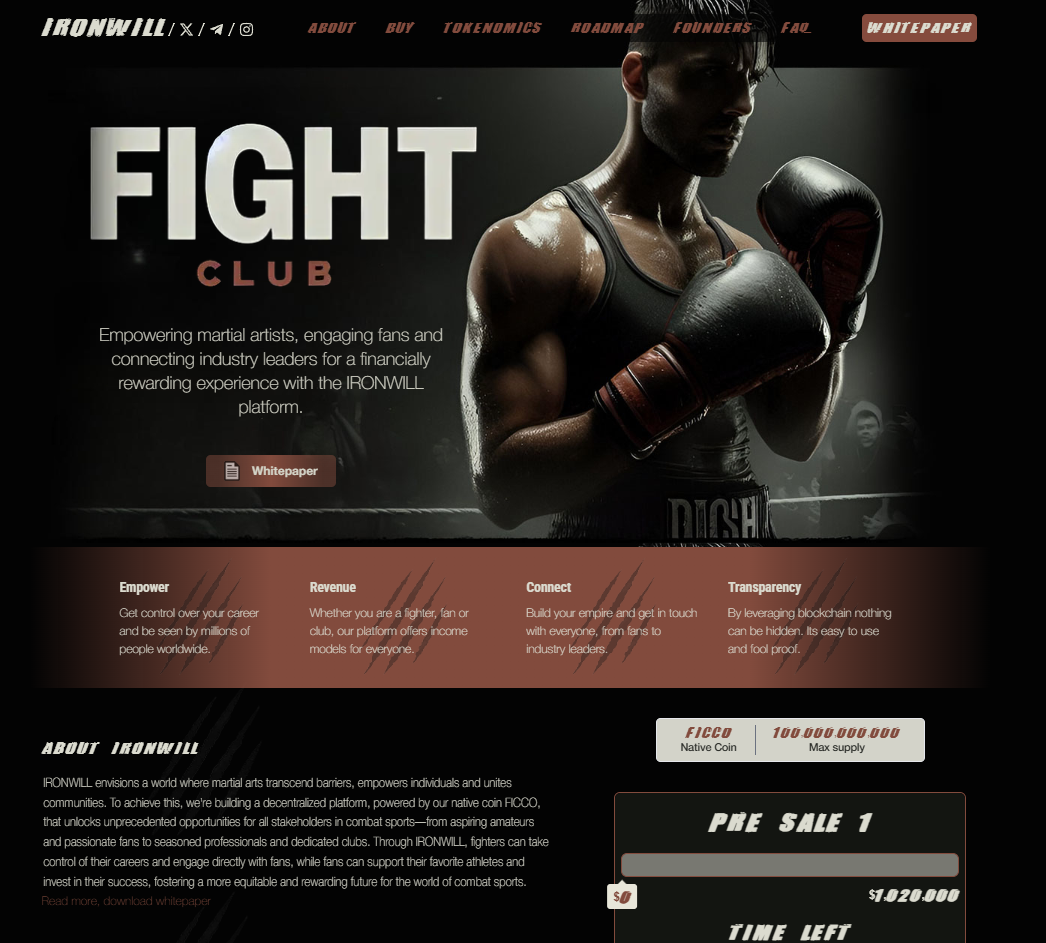 IRONWILL / X / / 
ABOUT BUY TOKENOMICS ROADMAP FOUNDERS FAQ WHITEPAPER
FIGHT
CLUB
Empowering martial artists, engaging fans and
connecting industry leaders for a financially
rewarding experience with the IRONWILL
platform.
Whitepaper
Empower
Get control over your career
and be seen by millions of
people worldwide.
Revenue
Whether you are a fighter, fan or
club, our platform offers income
models for everyone.
Connect
Build your empire and get in touch
with everyone, from fans to
industry leaders.
Transparency
By leveraging blockchain nothing
can be hidden. Its easy to use
and fool proof.
ABOUT IRONWILL
IRONWILL envisions a world where martial arts transcend barriers, empowers individuals and unites
communities. To achieve this, we're building a decentralized platform, powered by our native coin FICCO,
that unlocks unprecedented opportunities for all stakeholders in combat sports—from aspiring amateurs
and passionate fans to seasoned professionals and dedicated clubs. Through IRONWILL, fighters can take
control of their careers and engage directly with fans, while fans can support their favorite athletes and
invest in their success, fostering a more equitable and rewarding future for the world of combat sports.
Read more, download whitepaper
FICCO
Native Coin
100.000.000.000
Max supply
PRE SALE 1
$0
$1,020,000
TIME LEFT